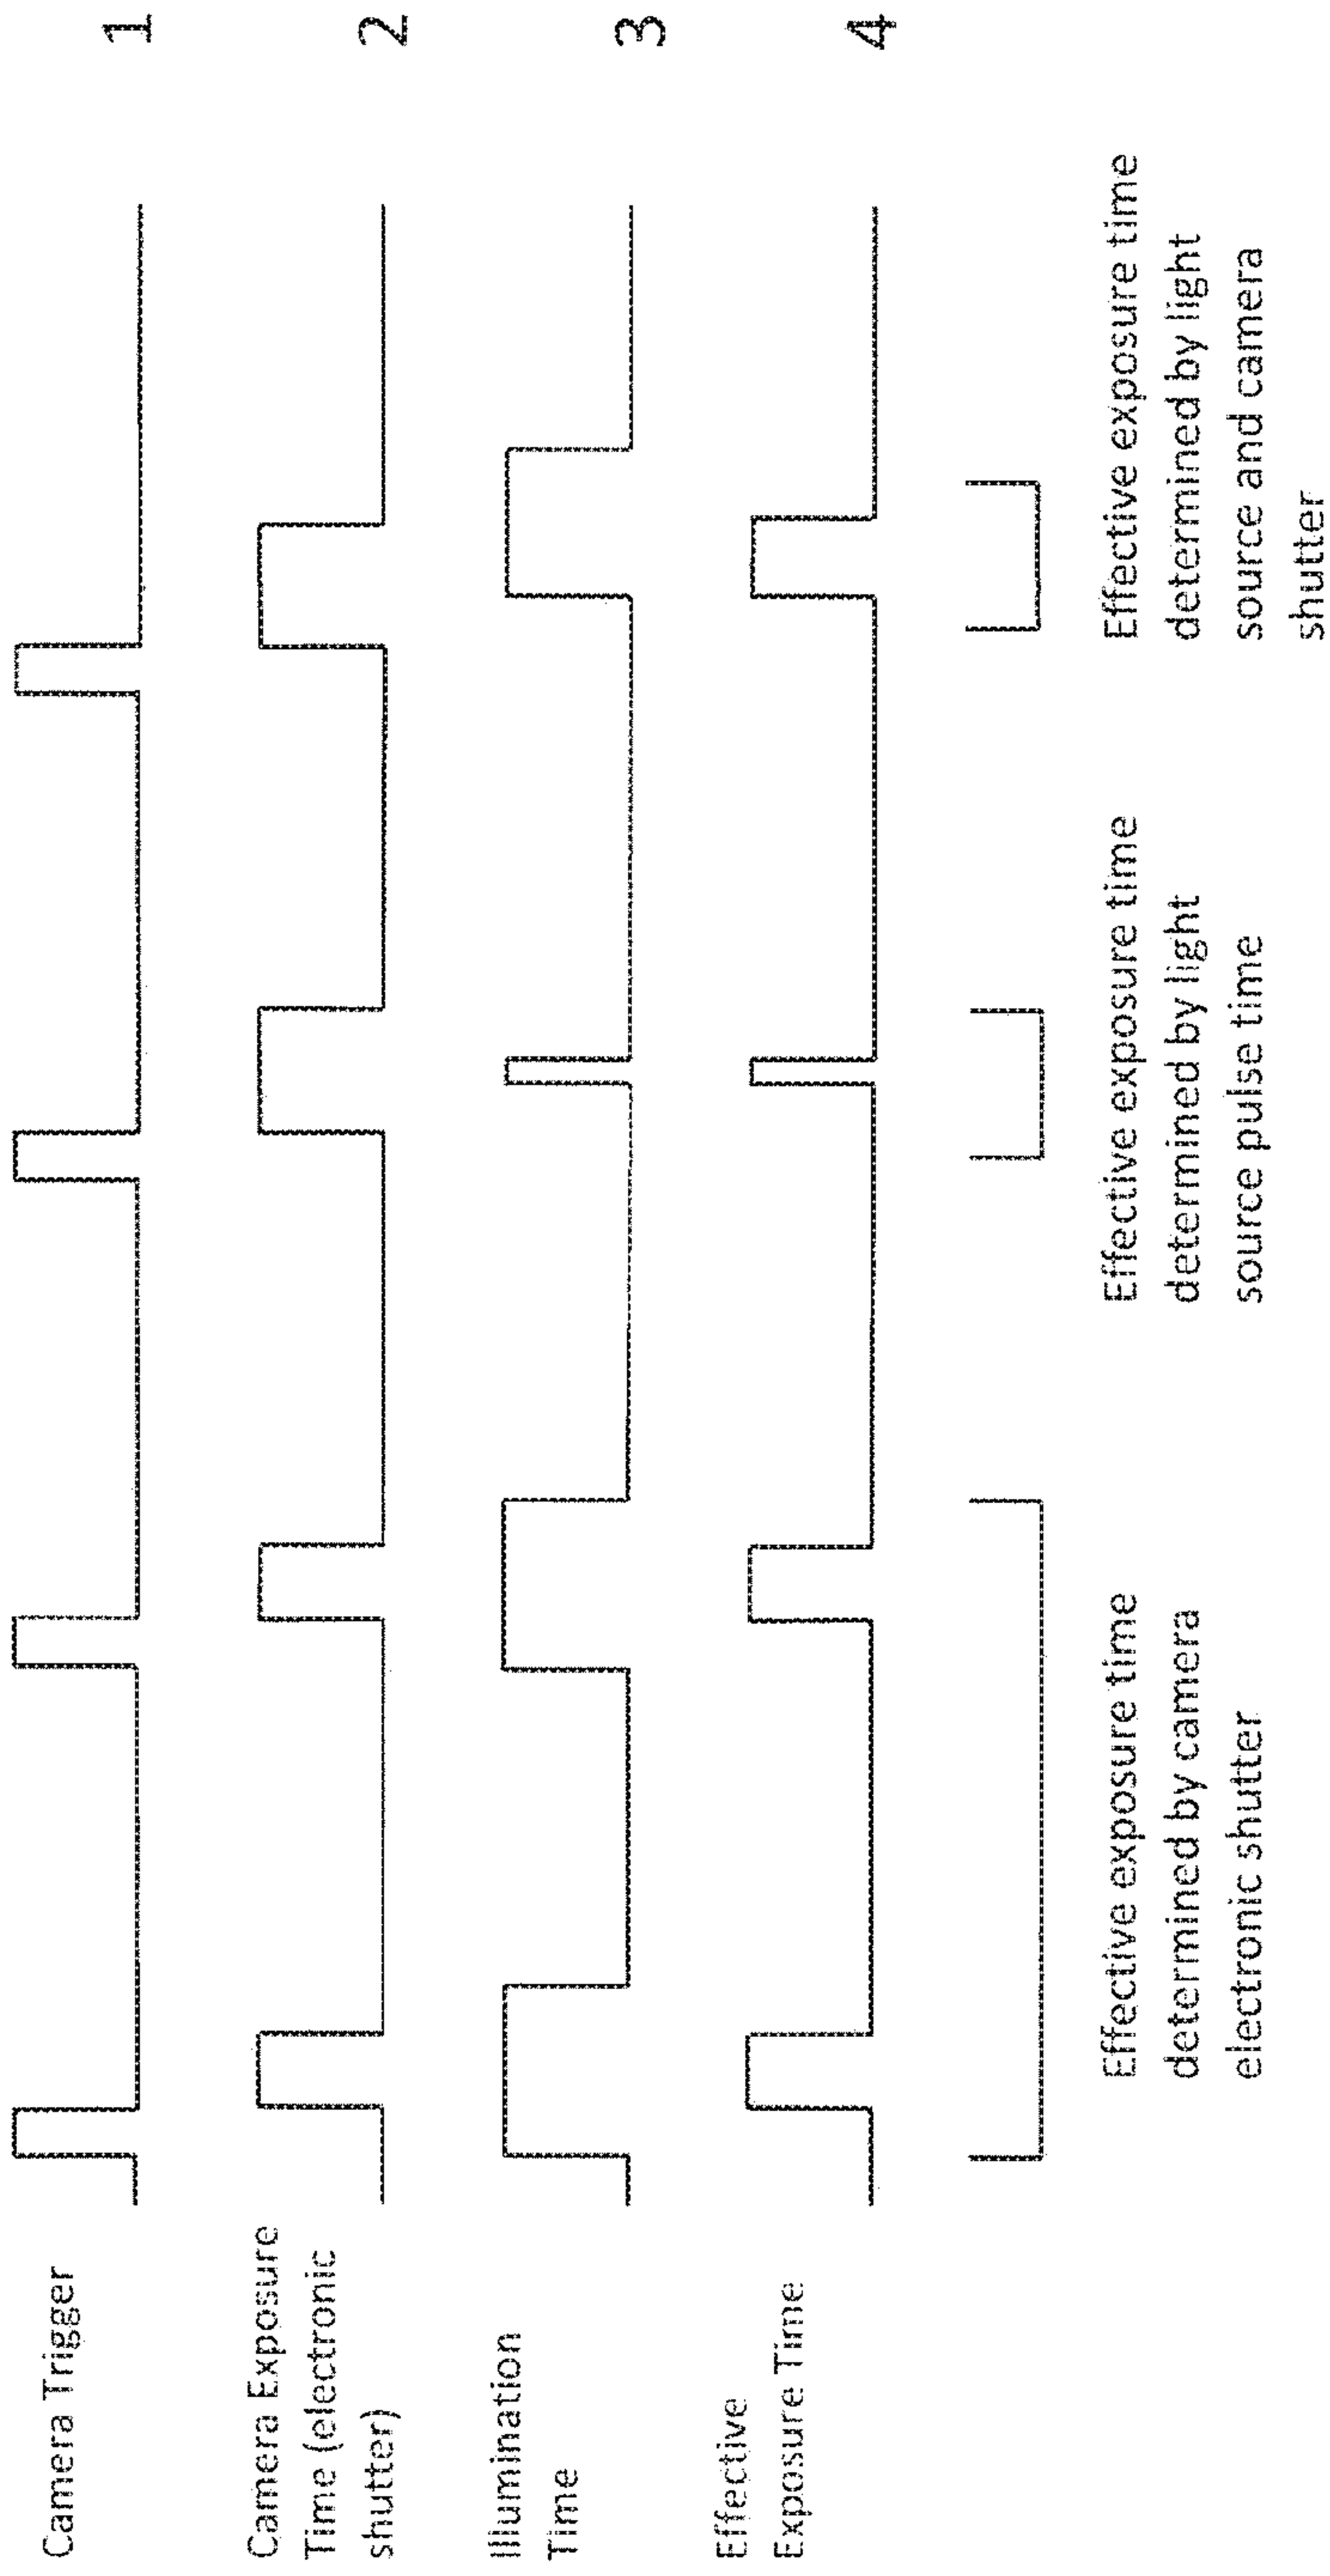 Camera Trigger
1
Camera Exposure
Time (electronic
shutter)
2
Illumination
Time
3
Effective
Exposure Time
4
Effective exposure time
determined by camera
electronic shutter
Effective exposure time
determined by light
source pulse time
Effective exposure time
determined by light
source and camera
shutter